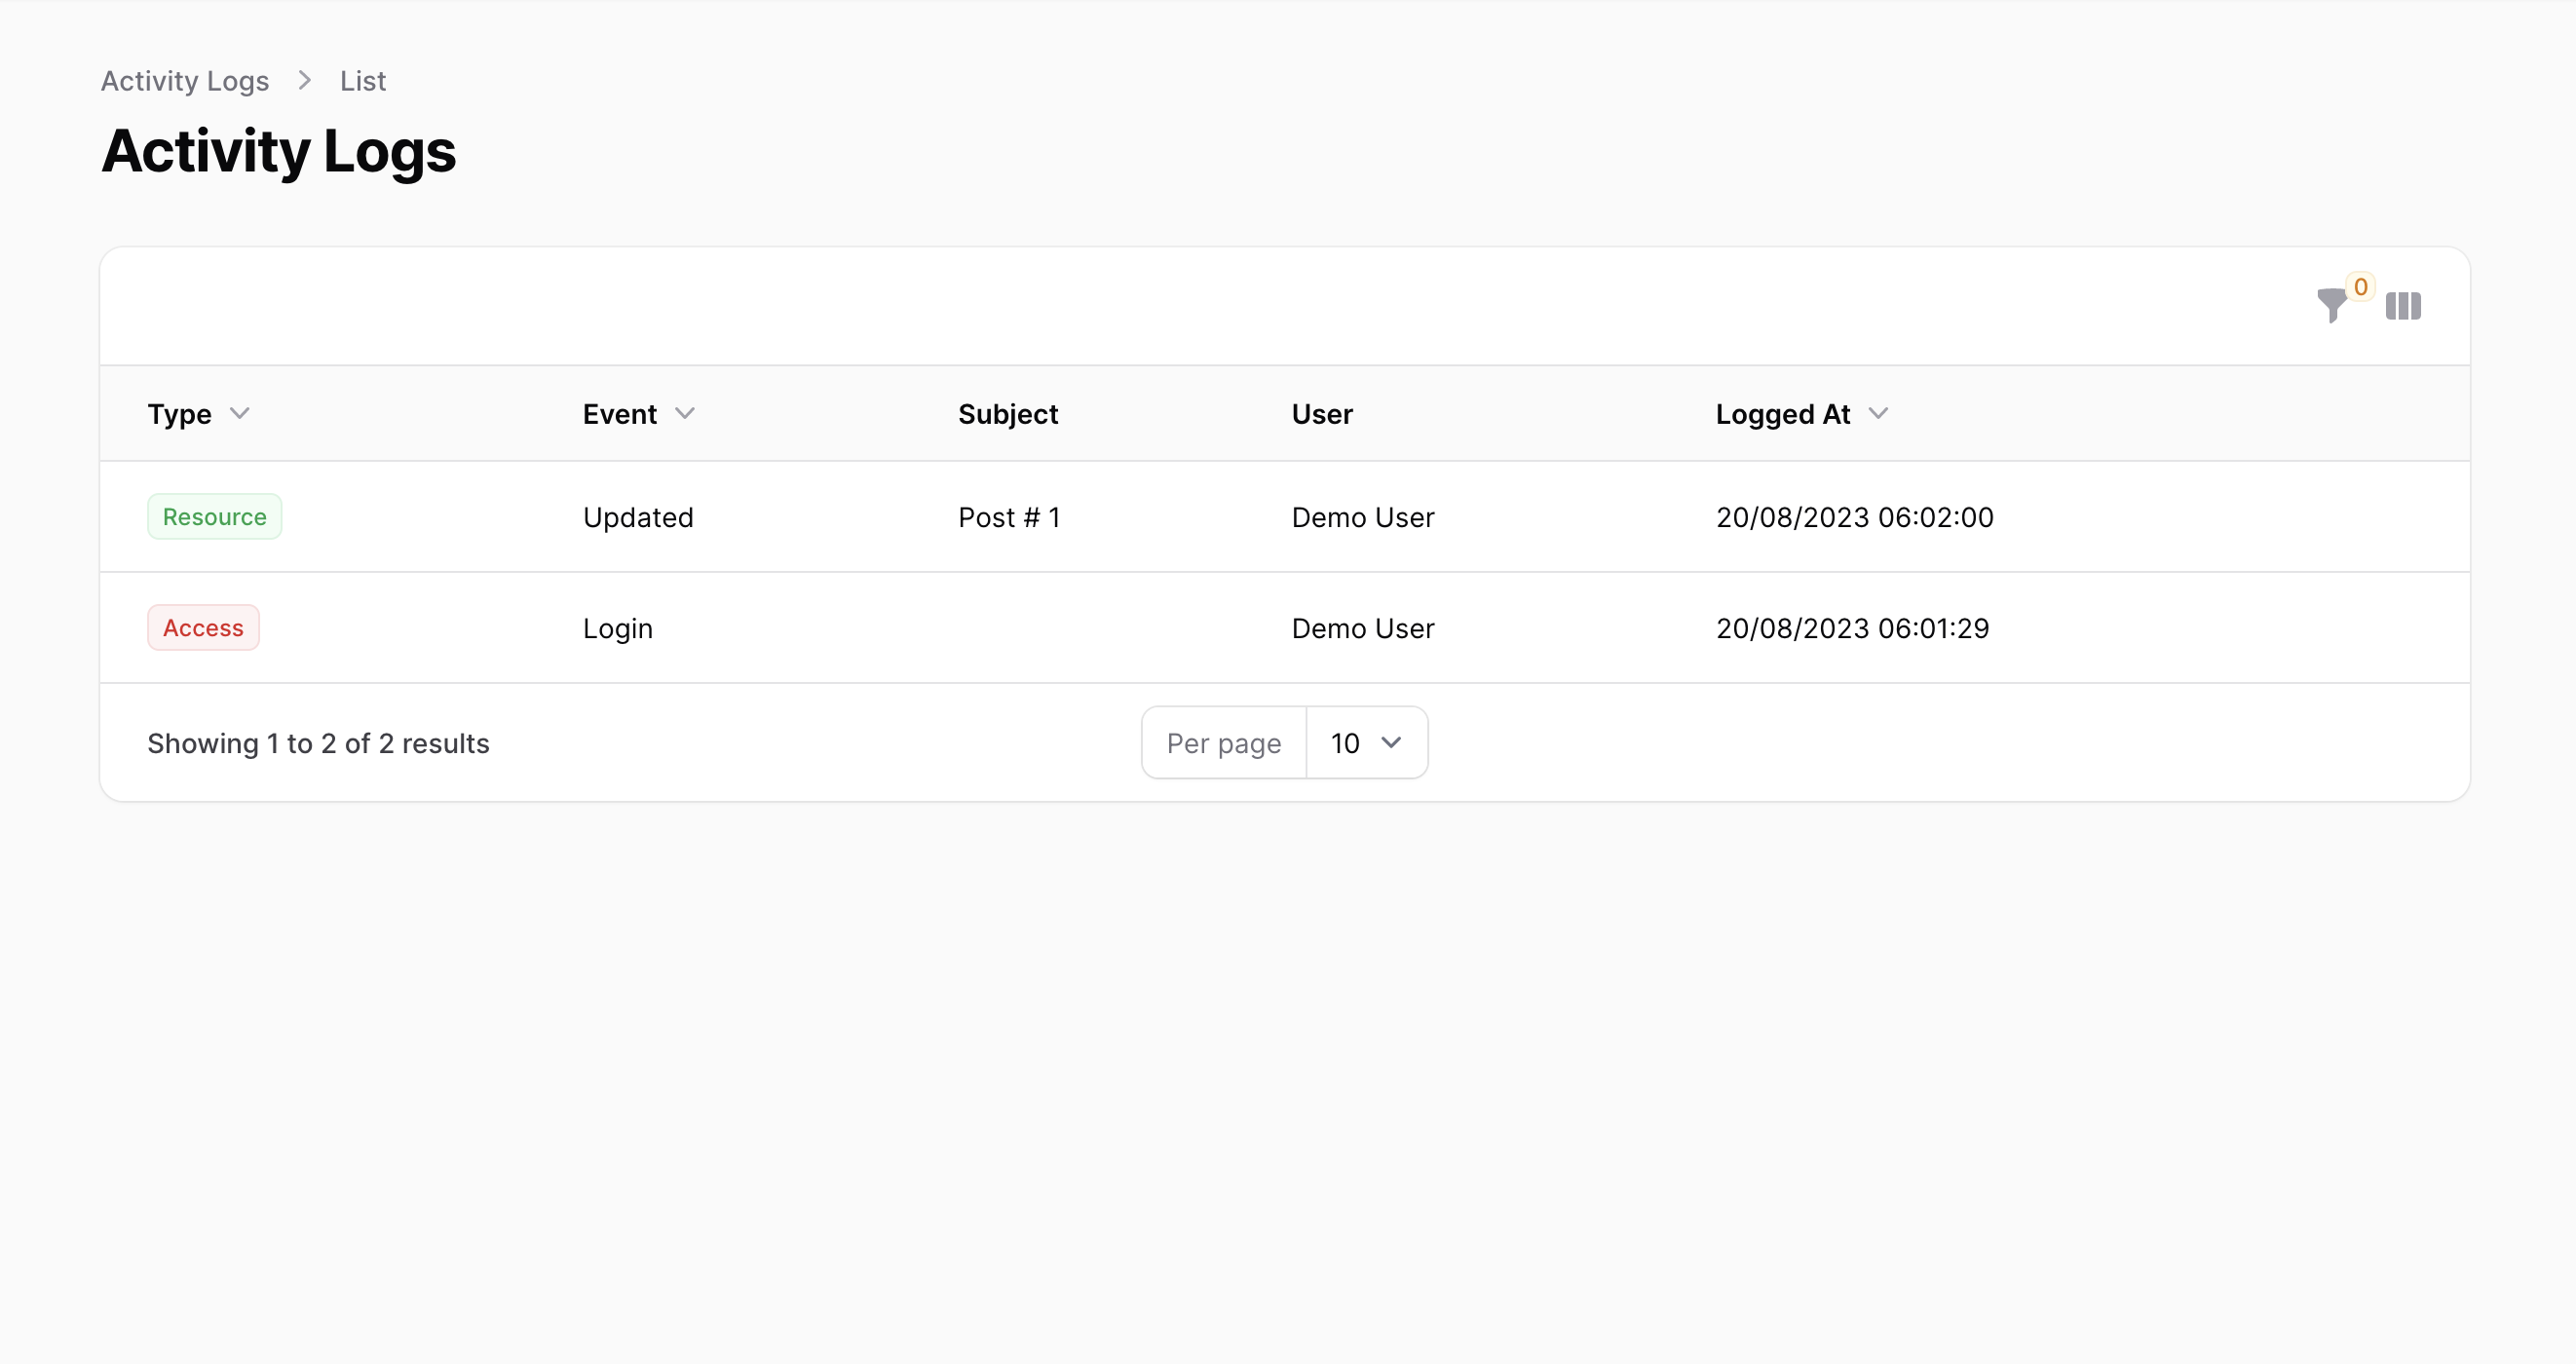 Activity Logs > List
Activity Logs
0
Type Event Subject User Logged At
Resource Updated Post # 1 Demo User 20/08/2023 06:02:00
Access Login Demo User 20/08/2023 06:01:29
Showing 1 to 2 of 2 results Per page 10